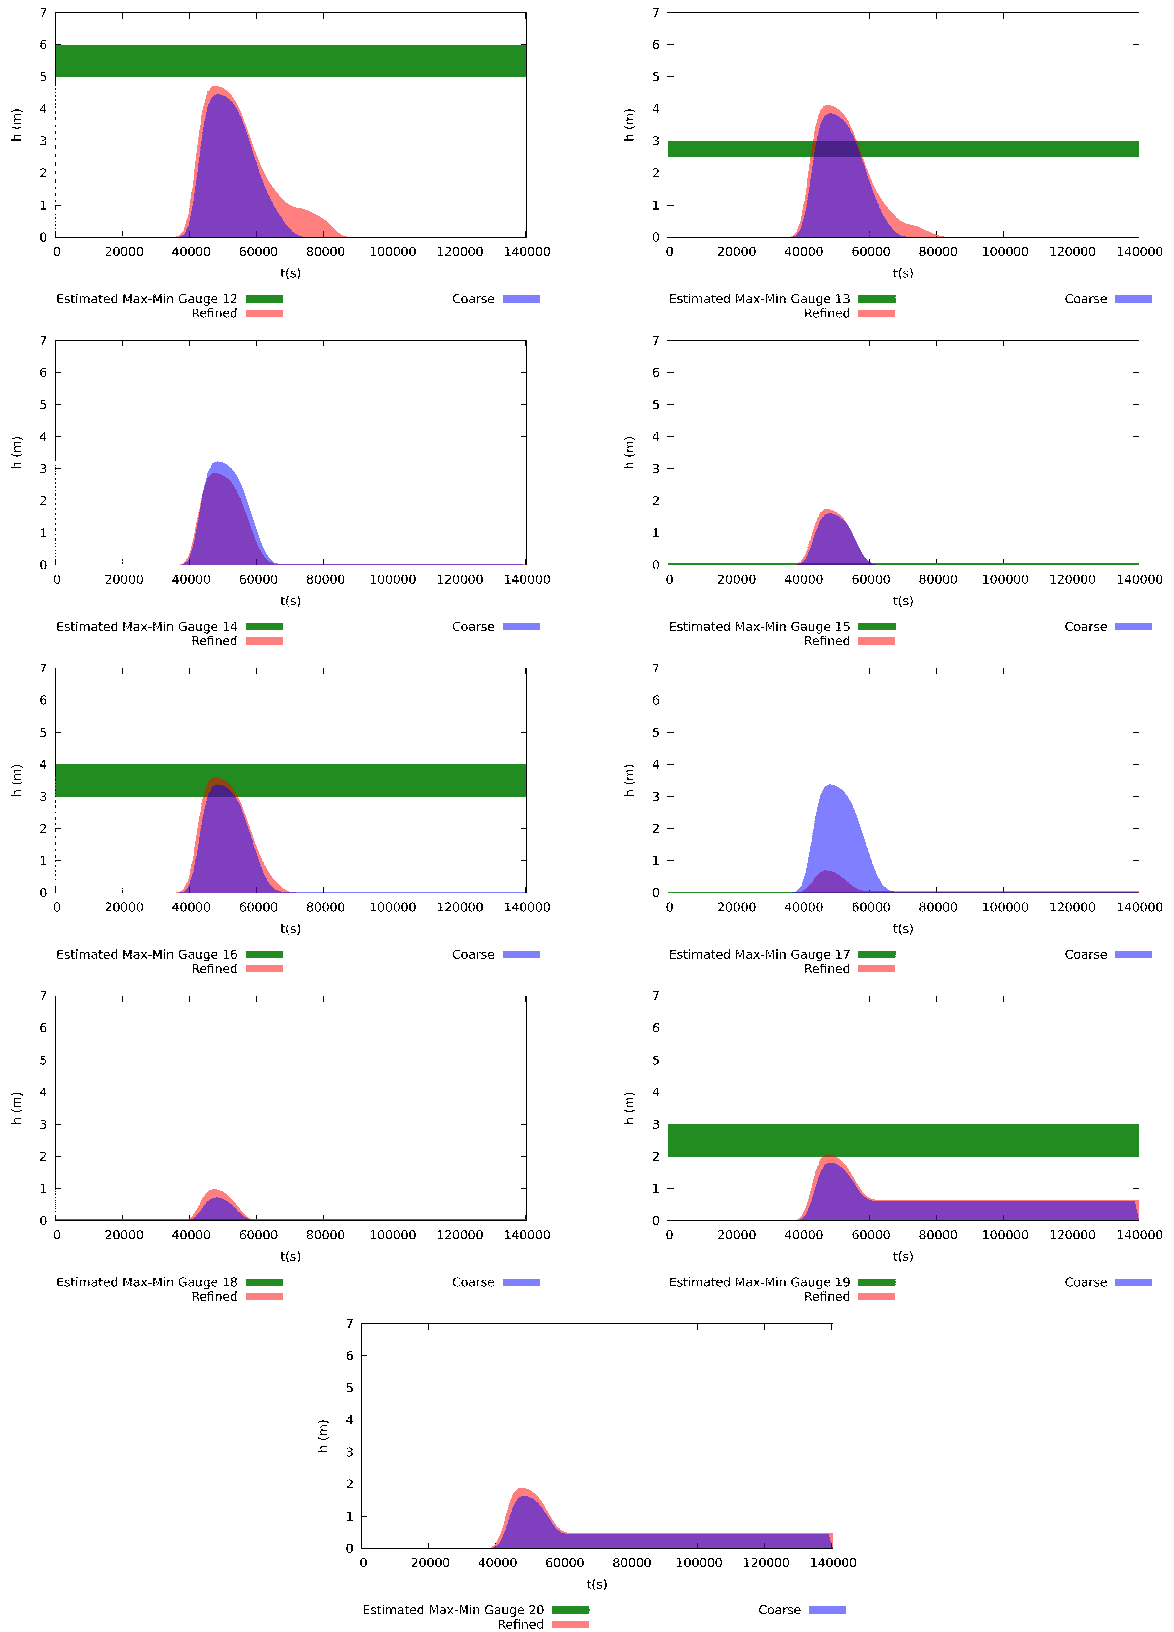 7 7
6 6
5 5
4 4
h (m) h (m)
3 3
2 2
1 1
0 0
0 20000 40000 60000 80000 100000 120000 140000 0 20000 40000 60000 80000 100000 120000 140000
t(s) t(s)
Estimated Max-Min Gauge 12 Coarse Estimated Max-Min Gauge 13 Coarse
Refined Refined
7 7
6 6
5 5
4 4
h (m) h (m)
3 3
2 2
1 1
0 0
0 20000 40000 60000 80000 100000 120000 140000 0 20000 40000 60000 80000 100000 120000 140000
t(s) t(s)
Estimated Max-Min Gauge 14 Coarse Estimated Max-Min Gauge 15 Coarse
Refined Refined
7 7
6 6
5 5
4 4
h (m) h (m)
3 3
2 2
1 1
0 0
0 20000 40000 60000 80000 100000 120000 140000 0 20000 40000 60000 80000 100000 120000 140000
t(s) t(s)
Estimated Max-Min Gauge 16 Coarse Estimated Max-Min Gauge 17 Coarse
Refined Refined
7 7
6 6
5 5
4 4
h (m) h (m)
3 3
2 2
1 1
0 0
0 20000 40000 60000 80000 100000 120000 140000 0 20000 40000 60000 80000 100000 120000 140000
t(s) t(s)
Estimated Max-Min Gauge 18 Coarse Estimated Max-Min Gauge 19 Coarse
Refined Refined
7
6
5
4
h (m)
3
2
1
0
0 20000 40000 60000 80000 100000 120000 140000
t(s)
Estimated Max-Min Gauge 20 Coarse
Refined